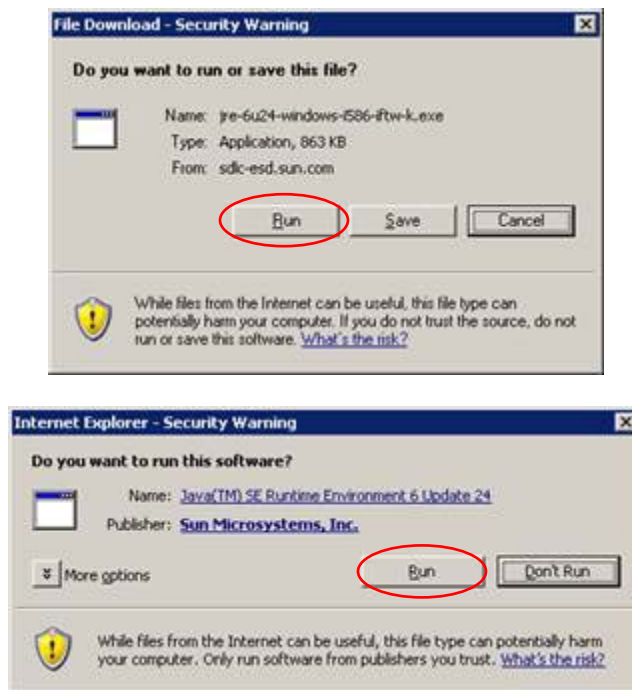 File Download - Security Warning
Do you want to run or save this file?
Name: jre-6u24-windows-i586-iftw-k.exe
Type: Application, 863 KB
From: sdlc-esd.sun.com
Run Save Cancel
While files from the Internet can be useful, this file type can
potentially harm your computer. If you do not trust the source, do not
run or save this software. What's the risk?
Internet Explorer - Security Warning
Do you want to run this software?
Name: Java(TM) SE Runtime Environment 6 Update 24
Publisher: Sun Microsystems, Inc.
More options Run Don't Run
While files from the Internet can be useful, this file type can potentially harm
your computer. Only run software from publishers you trust. What's the risk?